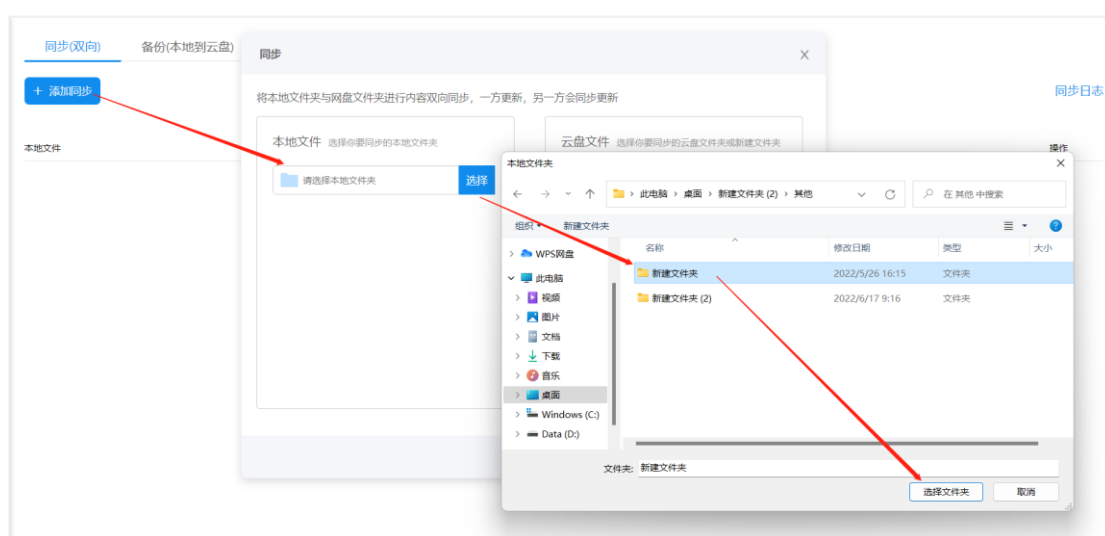 同步(双向) 备份(本地到云盘)
+ 添加同步
同步日志
本地文件
操作
同步
将本地文件夹与网盘文件夹进行内容双向同步，一方更新，另一方会同步更新
本地文件 选择你要同步的本地文件夹
请选择本地文件夹 选择
云盘文件 选择你要同步的云盘文件夹或新建文件夹
本地文件夹
此电脑 › 桌面 › 新建文件夹 (2) › 其他
在 其他 中搜索
组织 新建文件夹
名称 修改日期 类型 大小
新建文件夹 2022/5/26 16:15 文件夹
新建文件夹 (2) 2022/6/17 9:16 文件夹
WPS网盘
此电脑
视频
图片
文档
下载
音乐
桌面
Windows (C:)
Data (D:)
文件夹: 新建文件夹
选择文件夹 取消